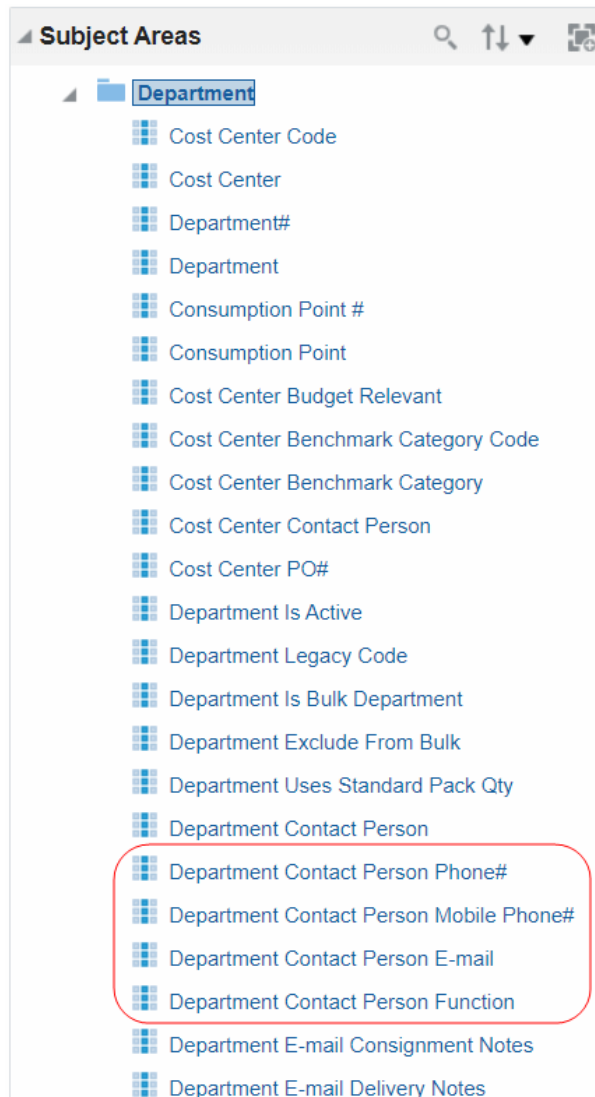 Subject Areas
Department
Cost Center Code
Cost Center
Department#
Department
Consumption Point #
Consumption Point
Cost Center Budget Relevant
Cost Center Benchmark Category Code
Cost Center Benchmark Category
Cost Center Contact Person
Cost Center PO#
Department Is Active
Department Legacy Code
Department Is Bulk Department
Department Exclude From Bulk
Department Uses Standard Pack Qty
Department Contact Person
Department Contact Person Phone#
Department Contact Person Mobile Phone#
Department Contact Person E-mail
Department Contact Person Function
Department E-mail Consignment Notes
Department E-mail Delivery Notes